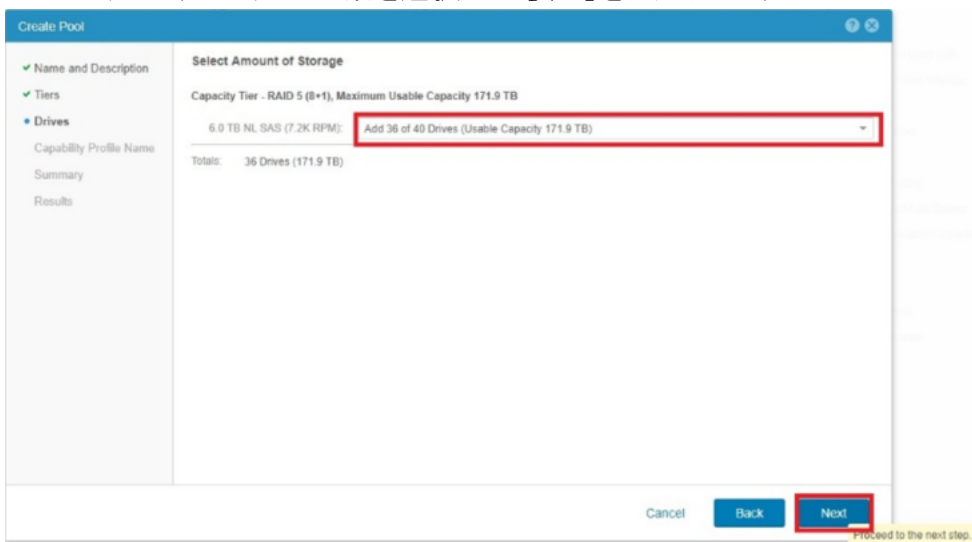 Create Pool
Name and Description
Tiers
Drives
Capability Profile Name
Summary
Results
Select Amount of Storage
Capacity Tier - RAID 5 (8+1), Maximum Usable Capacity 171.9 TB
6.0 TB NL SAS (7.2K RPM): Add 36 of 40 Drives (Usable Capacity 171.9 TB)
Totals: 36 Drives (171.9 TB)
Cancel Back Next
Proceed to the next step.